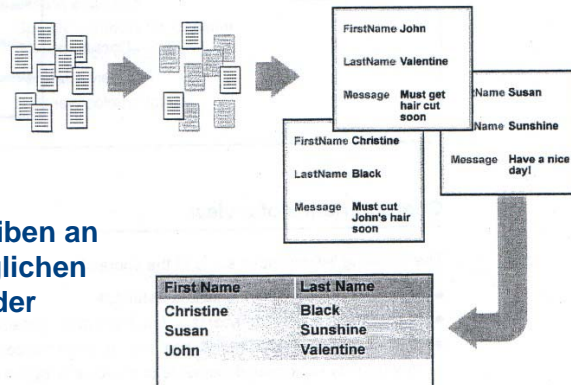 FirstName John
LastName Valentine
Message Must get
hair cut
soon
Name Susan
Name Sunshine
Message Have a nice
day!
FirstName Christine
LastName Black
Message Must cut
John's hair
soon
iben an
glichen
der
First Name Last Name
Christine Black
Susan Sunshine
John Valentine